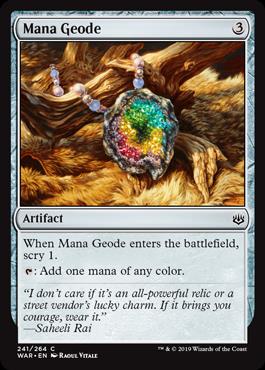 Mana Geode 3
Artifact
When Mana Geode enters the battlefield,
scry 1.
: Add one mana of any color.
"I don't care if it's an all-powerful relic or a
street vendor's lucky charm. If it brings you
courage, wear it."
—Saheeli Rai
241/264 C
WAR • EN Raoul Vitale
™ & © 2019 Wizards of the Coast